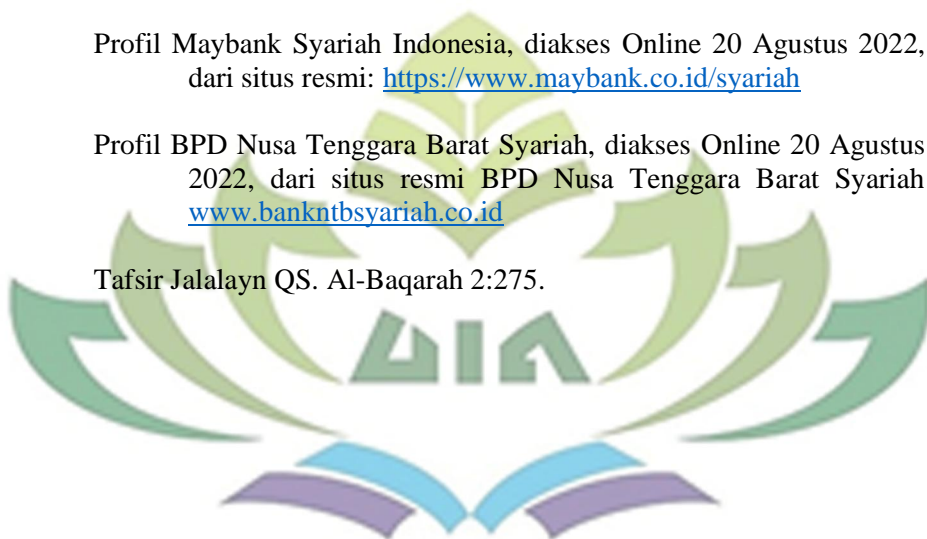 Profil Maybank Syariah Indonesia, diakses Online 20 Agustus 2022,
dari situs resmi: https://www.maybank.co.id/syariah
Profil BPD Nusa Tenggara Barat Syariah, diakses Online 20 Agustus
2022, dari situs resmi BPD Nusa Tenggara Barat Syariah
www.bankntbsyariah.co.id
Tafsir Jalalayn QS. Al-Baqarah 2:275.
UIN